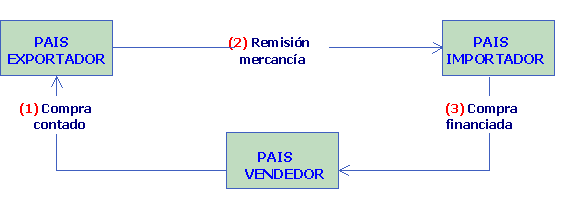 PAIS
EXPORTADOR
(2) Remisión
mercancía
PAIS
IMPORTADOR
(1) Compra
contado
(3) Compra
financiada
PAIS
VENDEDOR